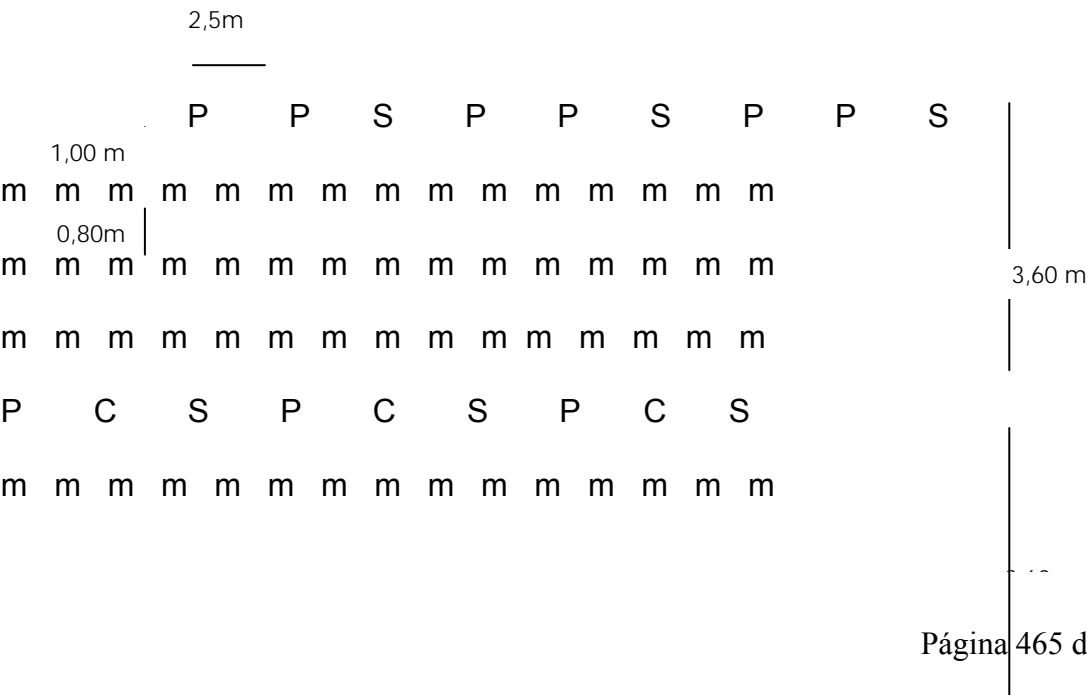 2,5m
P P S P P S P P S
1,00 m
m m m m m m m m m m m m m m m
0,80m
m m m m m m m m m m m m m m m
3,60 m
m m m m m m m m m m m m m m m
P C S P C S P C S
m m m m m m m m m m m m m m m
Página 465 d